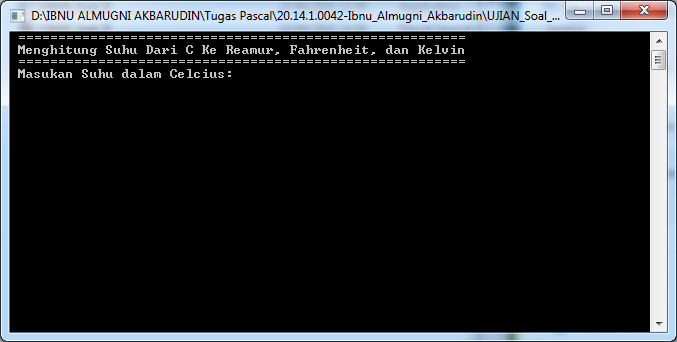 D:\IBNU ALMUGNI AKBARUDIN\Tugas Pascal\20.14.1.0042-Ibnu_Almugni_Akbarudin\UJIAN_Soal_...
========================================================
Menghitung Suhu Dari C Ke Reamur, Fahrenheit, dan Kelvin
========================================================
Masukan Suhu dalam Celcius: